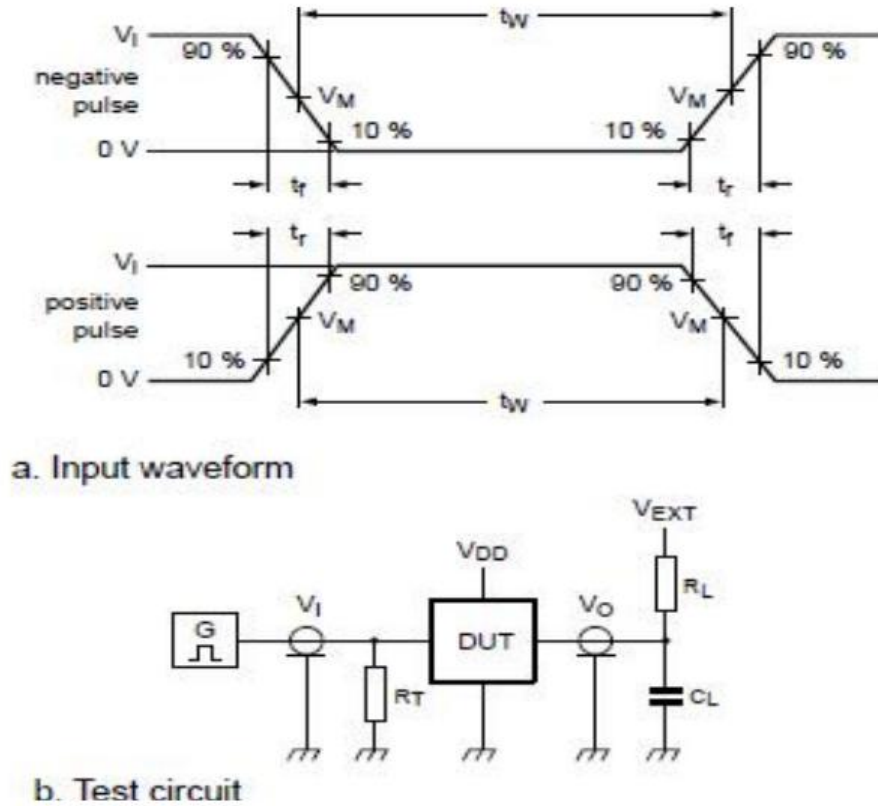 tW
VI
90 %
90 %
negative
pulse
VM
VM
10 %
10 %
0 V
tf
tr
tr
tf
VI
90 %
90 %
positive
pulse
VM
VM
10 %
10 %
0 V
tW
a. Input waveform
VEXT
VDD
RL
VI
VO
G
DUT
RT
CL
b. Test circuit